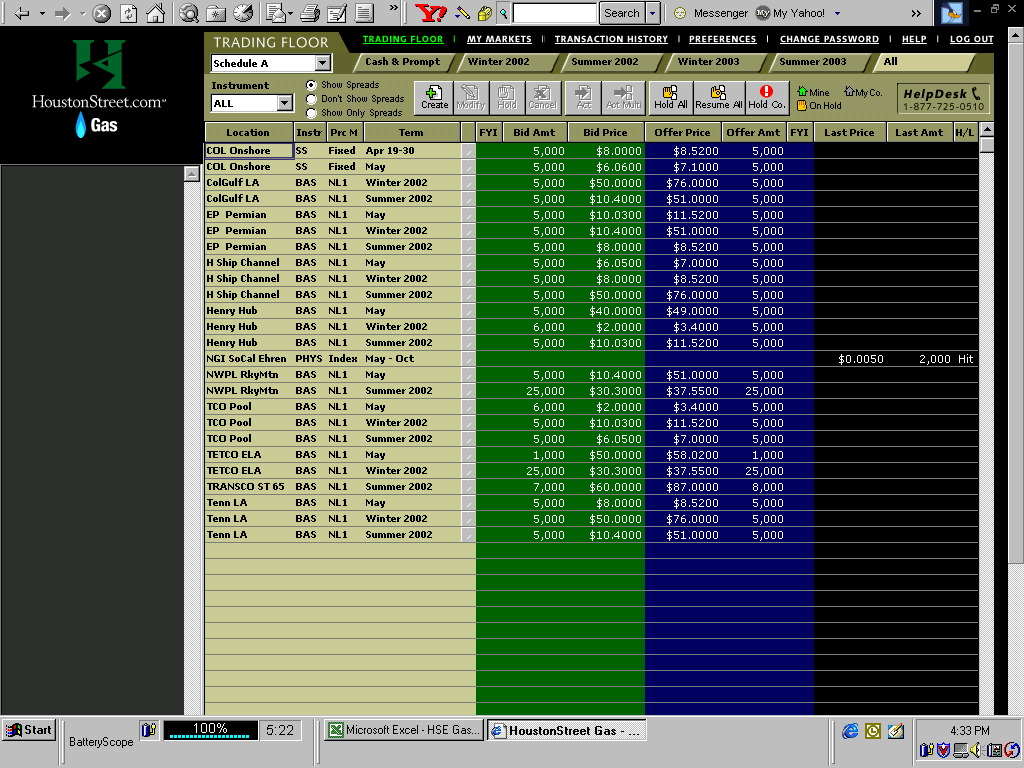 Search Messenger My My Yahoo! »
H
HoustonStreet.com™
Gas
TRADING FLOOR
TRADING FLOOR | MY MARKETS | TRANSACTION HISTORY | PREFERENCES | CHANGE PASSWORD | HELP | LOG OUT
Schedule A
Cash & Prompt Winter 2002 Summer 2002 Winter 2003 Summer 2003 All
Instrument
ALL
Show Spreads
Don't Show Spreads
Show Only Spreads
Create Modify Hold Cancel Act Act Multi Hold All Resume All Hold Co.
Mine My Co.
On Hold
HelpDesk
1-877-725-0510
Location Instr Prc M Term FYI Bid Amt Bid Price Offer Price Offer Amt FYI Last Price Last Amt H/L
COL Onshore SS Fixed Apr 19-30 5,000 $8.0000 $8.5200 5,000
COL Onshore SS Fixed May 5,000 $6.0600 $7.1000 5,000
ColGulf LA BAS NL1 Winter 2002 5,000 $50.0000 $76.0000 5,000
ColGulf LA BAS NL1 Summer 2002 5,000 $10.4000 $51.0000 5,000
EP Permian BAS NL1 May 5,000 $10.0300 $11.5200 5,000
EP Permian BAS NL1 Winter 2002 5,000 $10.4000 $51.0000 5,000
EP Permian BAS NL1 Summer 2002 5,000 $8.0000 $8.5200 5,000
H Ship Channel BAS NL1 May 5,000 $6.0500 $7.0000 5,000
H Ship Channel BAS NL1 Winter 2002 5,000 $8.0000 $8.5200 5,000
H Ship Channel BAS NL1 Summer 2002 5,000 $50.0000 $76.0000 5,000
Henry Hub BAS NL1 May 5,000 $40.0000 $49.0000 5,000
Henry Hub BAS NL1 Winter 2002 6,000 $2.0000 $3.4000 5,000
Henry Hub BAS NL1 Summer 2002 5,000 $10.0300 $11.5200 5,000
NGI SoCal Ehren PHYS Index May - Oct $0.0050 2,000 Hit
NWPL RkyMtn BAS NL1 May 5,000 $10.4000 $51.0000 5,000
NWPL RkyMtn BAS NL1 Summer 2002 25,000 $30.3000 $37.5500 25,000
TCO Pool BAS NL1 May 6,000 $2.0000 $3.4000 5,000
TCO Pool BAS NL1 Winter 2002 5,000 $10.0300 $11.5200 5,000
TCO Pool BAS NL1 Summer 2002 5,000 $6.0500 $7.0000 5,000
TETCO ELA BAS NL1 May 1,000 $50.0000 $58.0200 1,000
TETCO ELA BAS NL1 Winter 2002 25,000 $30.3000 $37.5500 25,000
TRANSCO ST 65 BAS NL1 Summer 2002 7,000 $60.0000 $87.0000 8,000
Tenn LA BAS NL1 May 5,000 $8.0000 $8.5200 5,000
Tenn LA BAS NL1 Winter 2002 5,000 $50.0000 $76.0000 5,000
Tenn LA BAS NL1 Summer 2002 5,000 $10.4000 $51.0000 5,000
Start BatteryScope 100% 5:22 Microsoft Excel - HSE Gas... HoustonStreet Gas - ... 4:33 PM